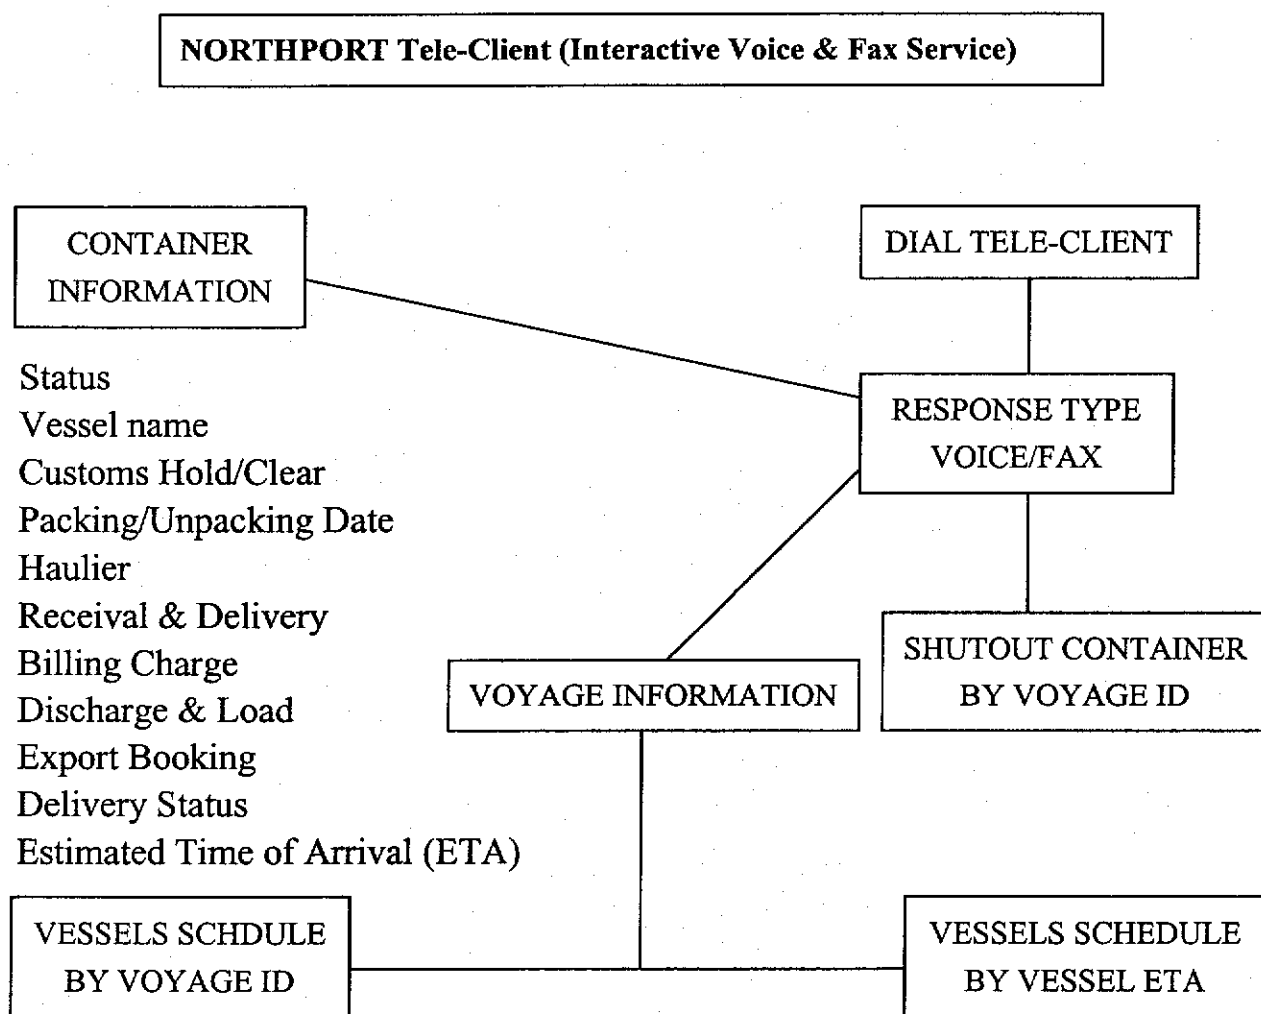 NORTHPORT Tele-Client (Interactive Voice & Fax Service)
CONTAINER
INFORMATION
DIAL TELE-CLIENT
RESPONSE TYPE
VOICE/FAX
Status
Vessel name
Customs Hold/Clear
Packing/Unpacking Date
Haulier
Receival & Delivery
Billing Charge
Discharge & Load
Export Booking
Delivery Status
Estimated Time of Arrival (ETA)
VOYAGE INFORMATION
SHUTOUT CONTAINER
BY VOYAGE ID
VESSELS SCHDULE
BY VOYAGE ID
VESSELS SCHEDULE
BY VESSEL ETA